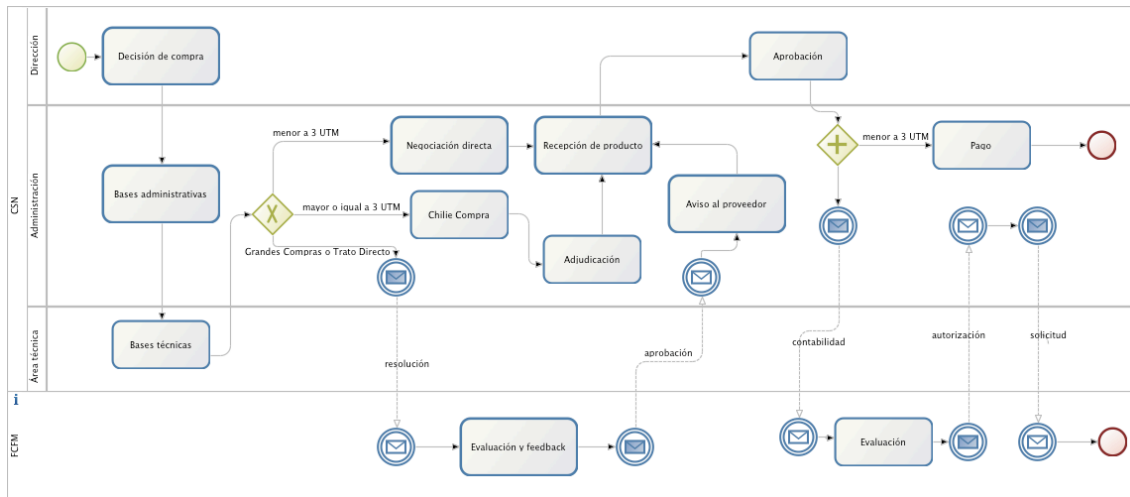 CSN
Dirección
Decisión de compra
Aprobación
Administración
Bases administrativas
menor a 3 UTM
Negociación directa
Recepción de producto
mayor o igual a 3 UTM
Chilie Compra
Grandes Compras o Trato Directo
Adjudicación
Aviso al proveedor
menor a 3 UTM
Pago
Área técnica
Bases técnicas
resolución
aprobación
contabilidad
autorización
solicitud
i
FCFM
Evaluación y feedback
Evaluación